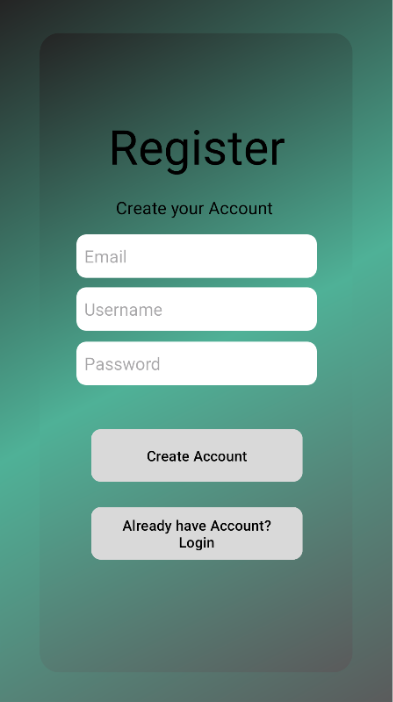 Register
Create your Account
Email
Username
Password
Create Account
Already have Account?
Login